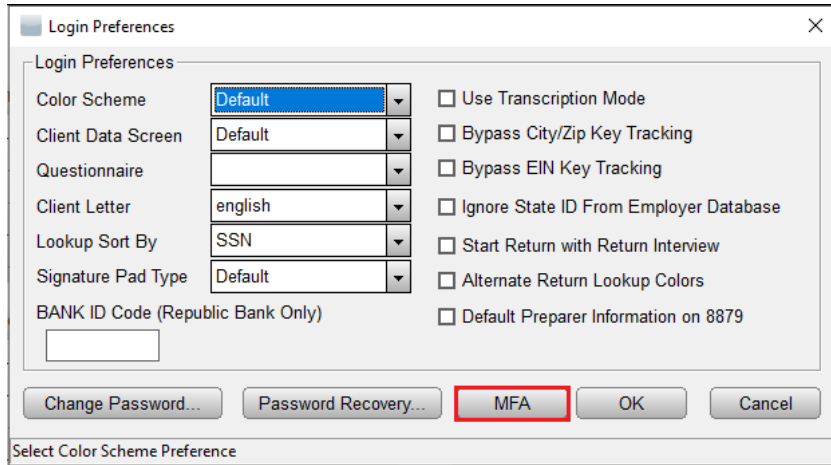 Login Preferences
Login Preferences
Color Scheme Default
Client Data Screen Default
Questionnaire
Client Letter english
Lookup Sort By SSN
Signature Pad Type Default
BANK ID Code (Republic Bank Only)
Use Transcription Mode
Bypass City/Zip Key Tracking
Bypass EIN Key Tracking
Ignore State ID From Employer Database
Start Return with Return Interview
Alternate Return Lookup Colors
Default Preparer Information on 8879
Change Password... Password Recovery... MFA OK Cancel
Select Color Scheme Preference